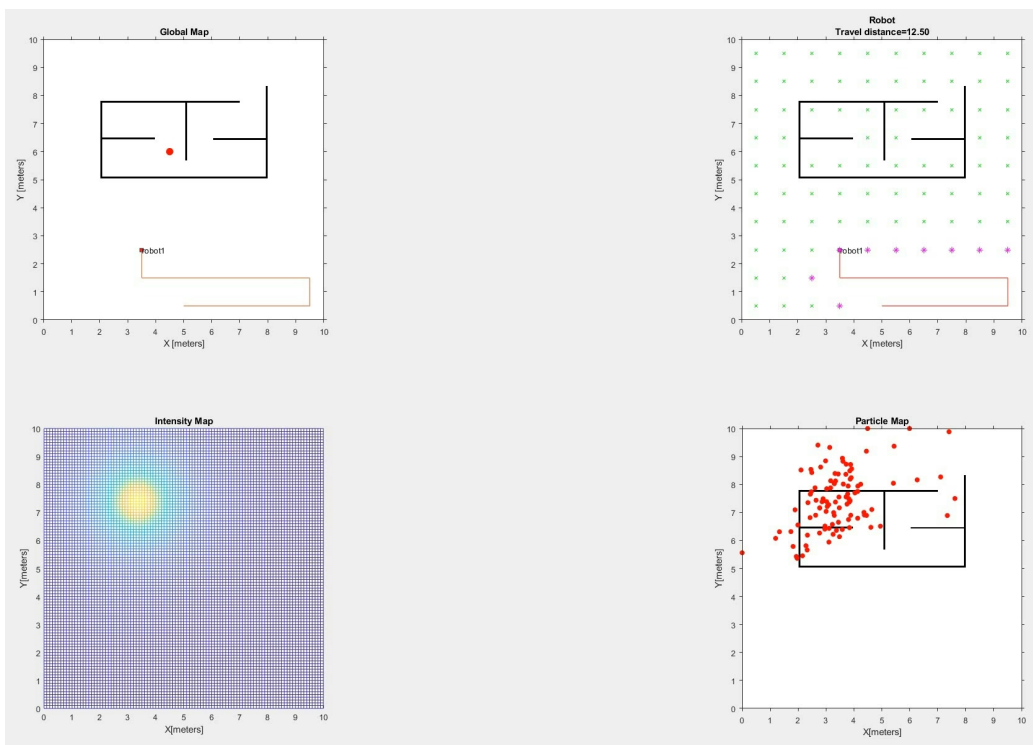 Global Map
10
9
8
7
6
5
4
3
2
1
0
Y [meters]
robot1
0 1 2 3 4 5 6 7 8 9 10
X [meters]
Robot
Travel distance=12.50
10
9
8
7
6
5
4
3
2
1
0
Y [meters]
robot1
0 1 2 3 4 5 6 7 8 9 10
X [meters]
Intensity Map
10
9
8
7
6
5
4
3
2
1
0
Y[meters]
0 1 2 3 4 5 6 7 8 9 10
X[meters]
Particle Map
10
9
8
7
6
5
4
3
2
1
0
Y[meters]
0 1 2 3 4 5 6 7 8 9 10
X[meters]